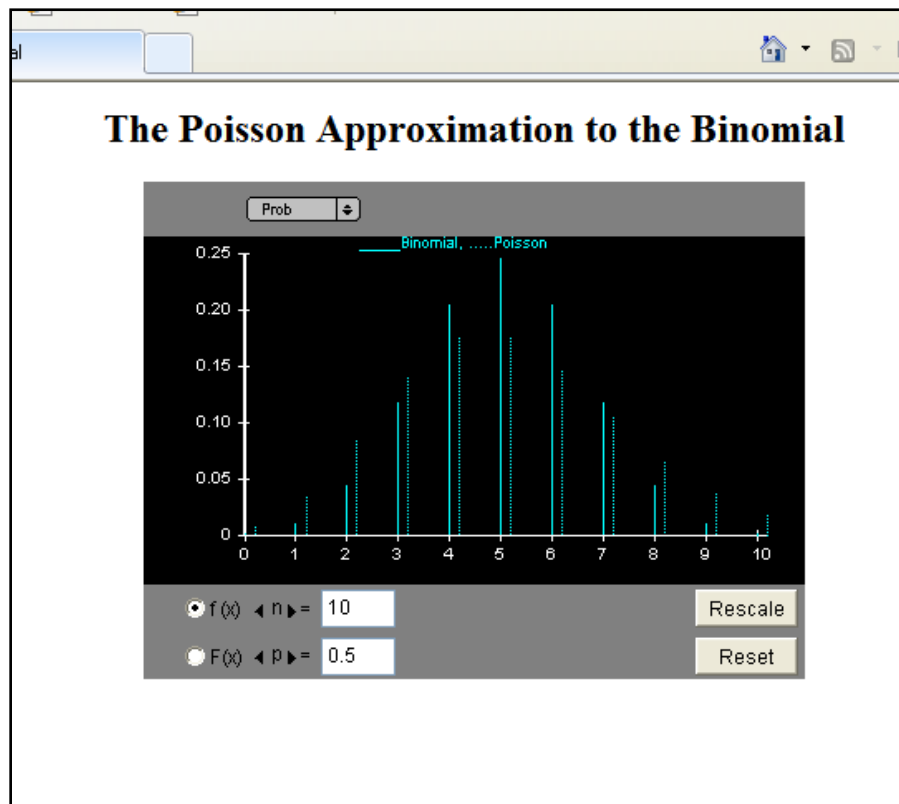 al
The Poisson Approximation to the Binomial
Prob
_____Binomial, .....Poisson
0.25
0.20
0.15
0.10
0.05
0
0 1 2 3 4 5 6 7 8 9 10
f(x) n = 10 Rescale
F(x) p = 0.5 Reset